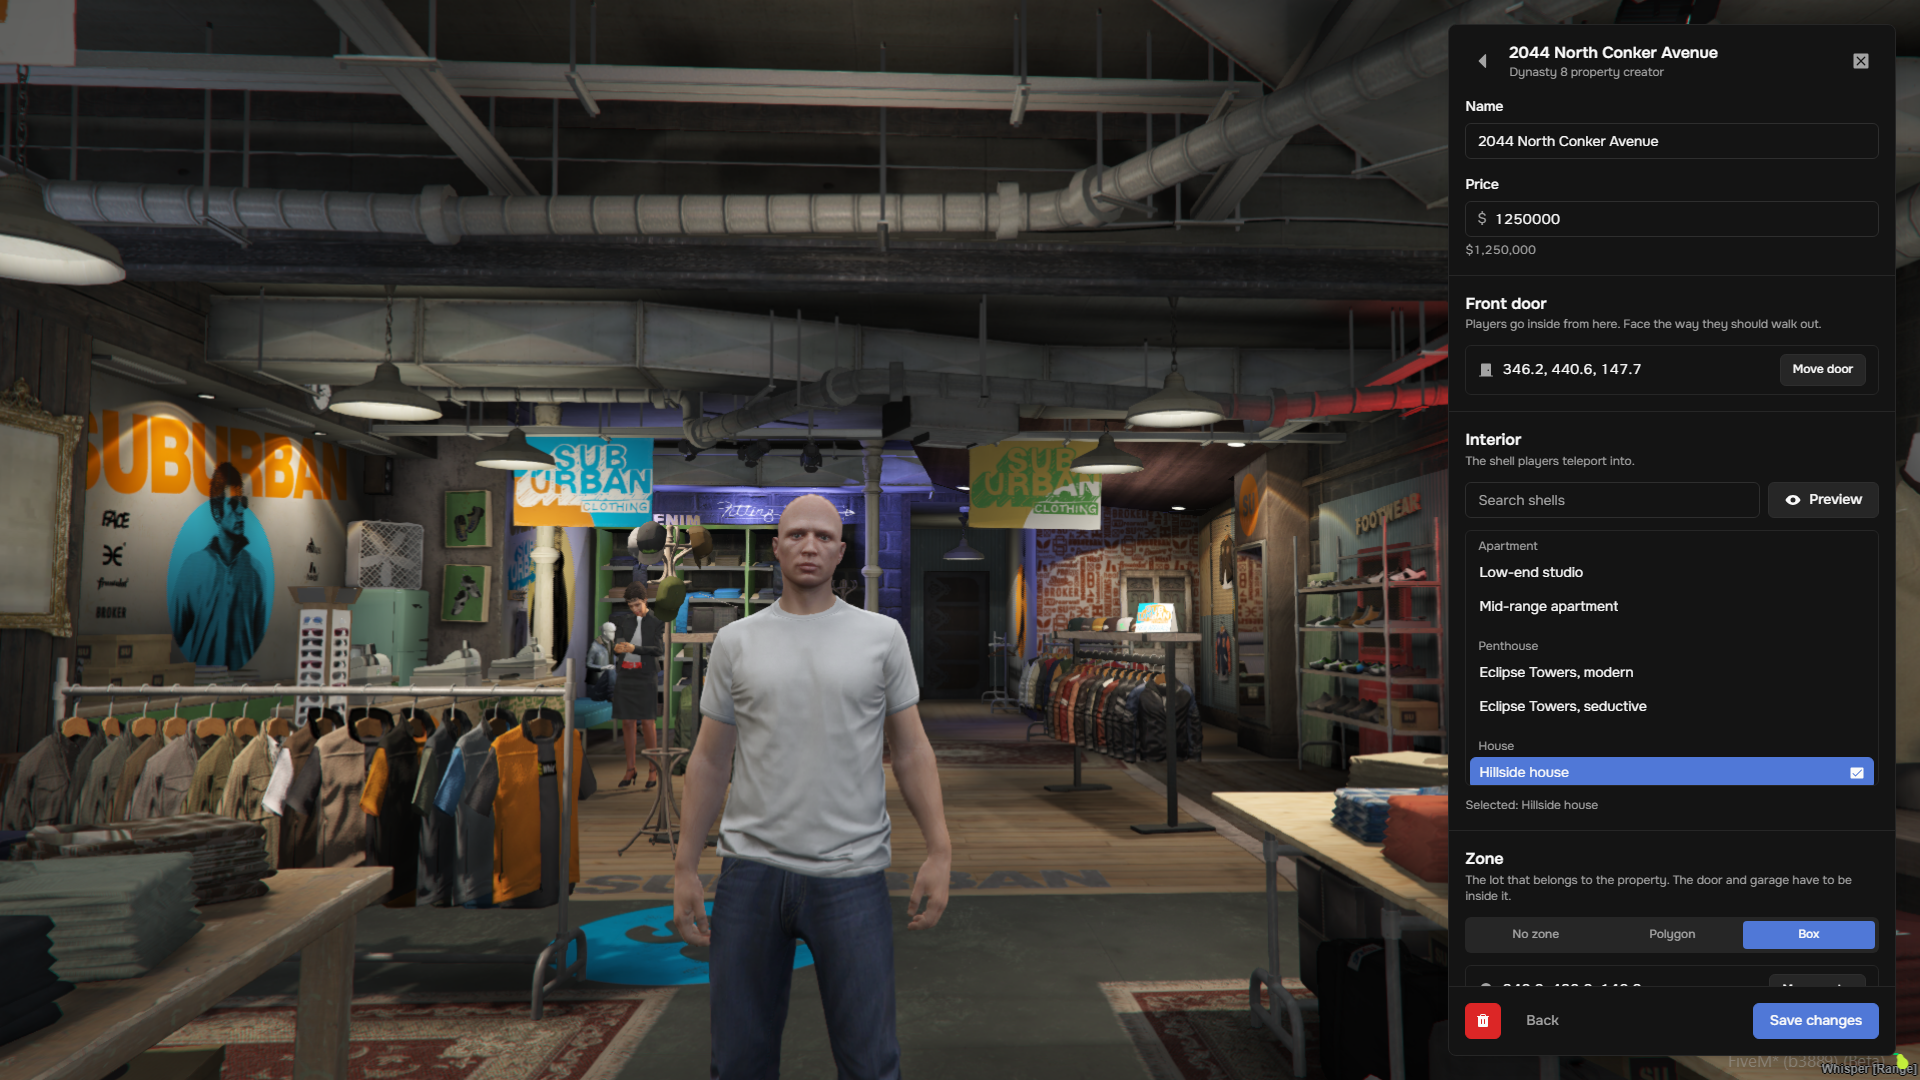 2044 North Conker Avenue
Dynasty 8 property creator
Name
2044 North Conker Avenue
Price
$ 1250000
$1,250,000
Front door
Players go inside from here. Face the way they should walk out.
346.2, 440.6, 147.7
Move door
Interior
The shell players teleport into.
Search shells
Preview
Apartment
Low-end studio
Mid-range apartment
Penthouse
Eclipse Towers, modern
Eclipse Towers, seductive
House
Hillside house
Selected: Hillside house
Zone
The lot that belongs to the property. The door and garage have to be
inside it.
No zone
Polygon
Box
Back
Save changes
Whisper [Range]
SUBURBAN
FACE
BROKER
SUB
URBAN
CLOTHING
DENIM
fitting
SUB
URBAN
CLOTHING
FOOTWEAR